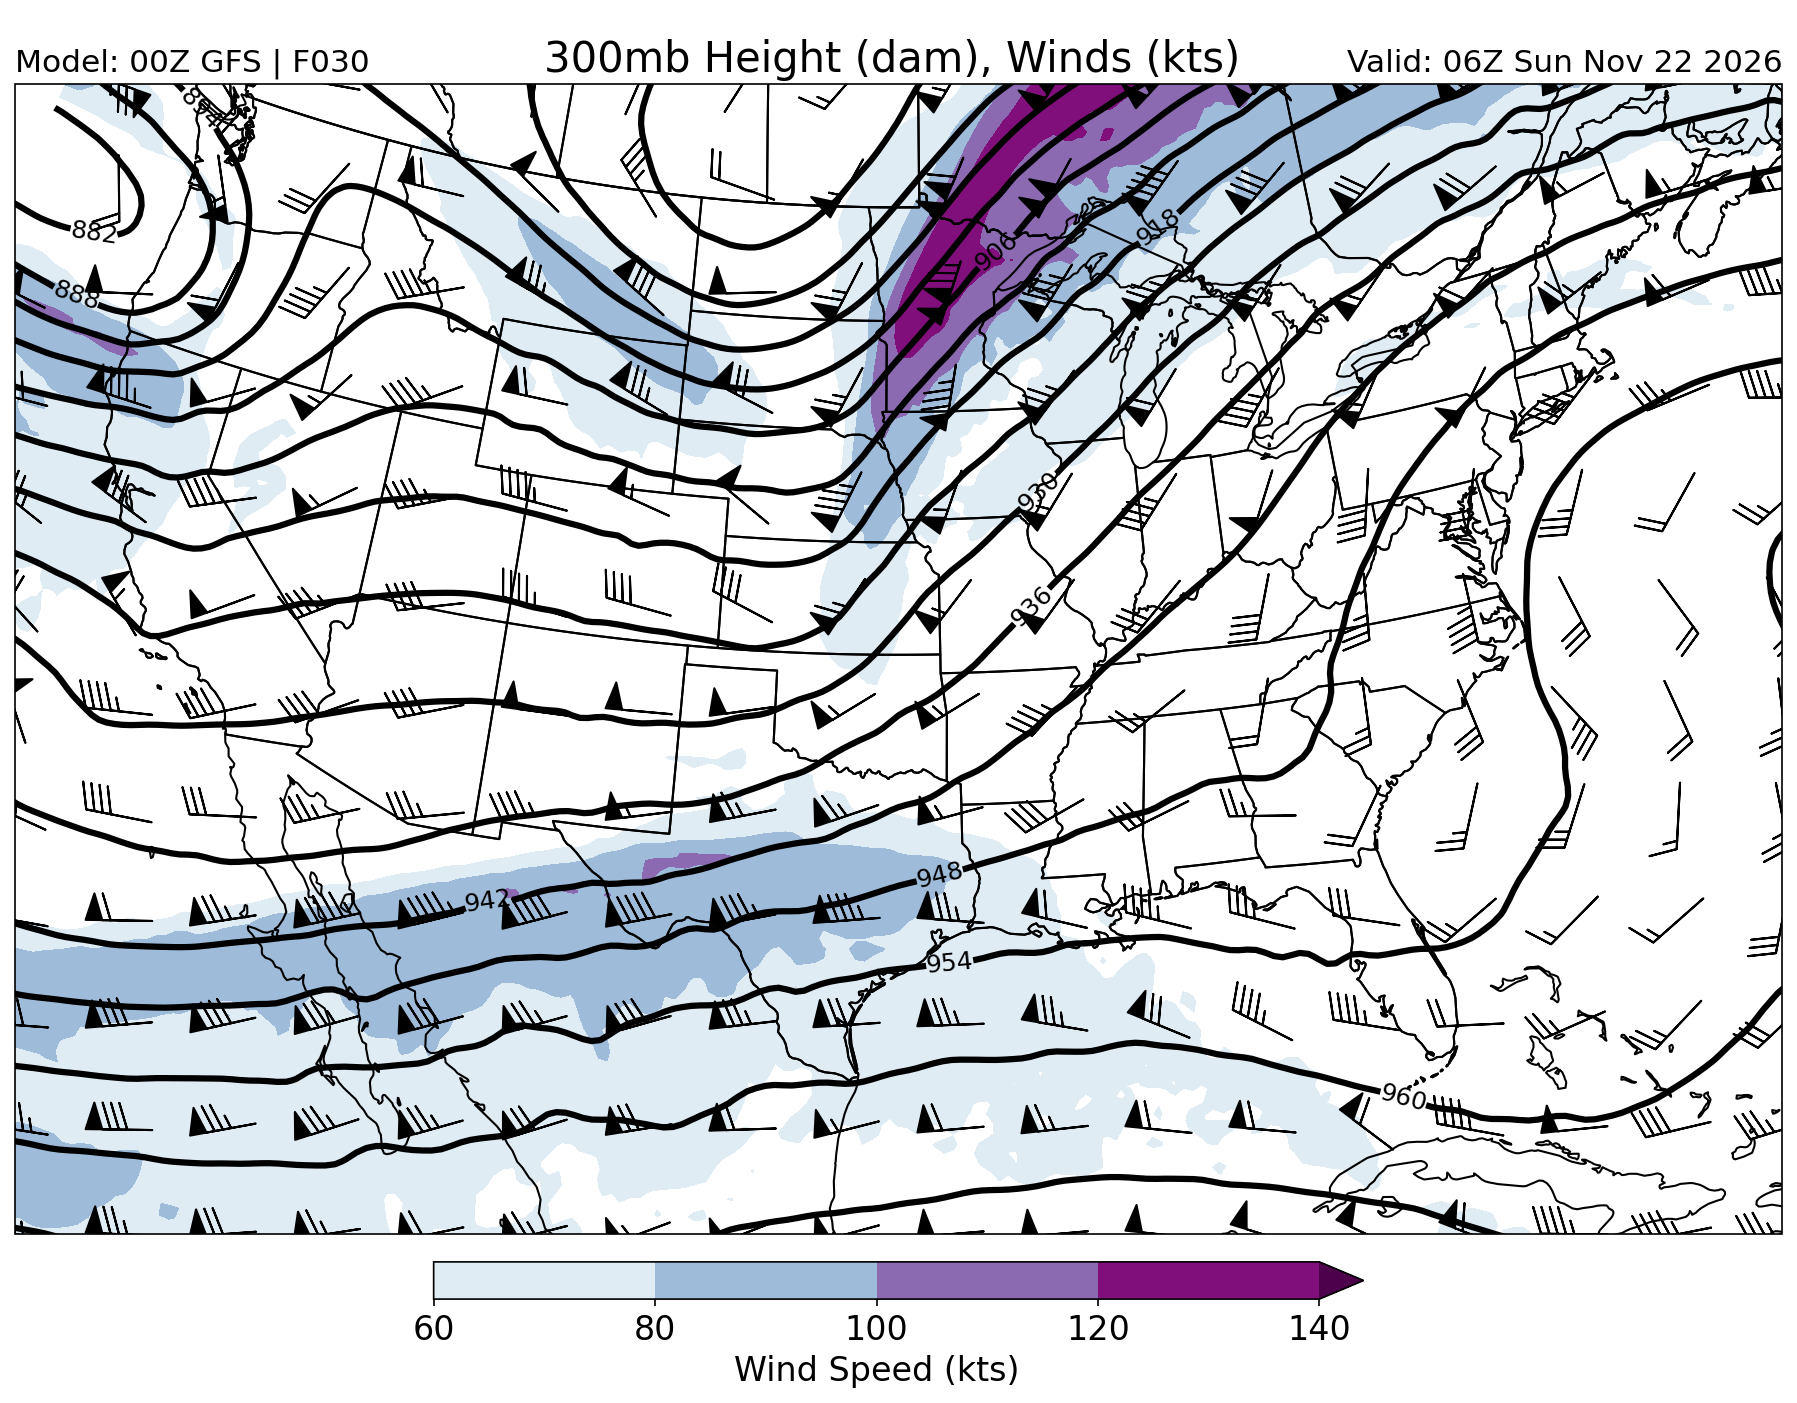 Model: 00Z GFS | F030
300mb Height (dam), Winds (kts)
Valid: 06Z Sun Nov 22 2026
894
882
888
906
918
930
936
942
948
954
960
60 80 100 120 140
Wind Speed (kts)